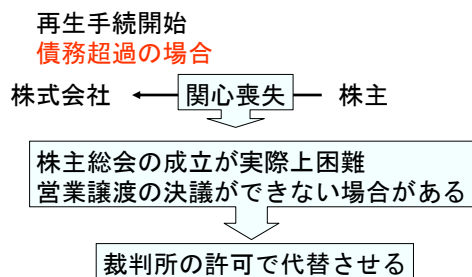 再生手続開始
債務超過の場合
株式会社 関心喪失 株主
株主総会の成立が実際上困難
営業譲渡の決議ができない場合がある
裁判所の許可で代替させる